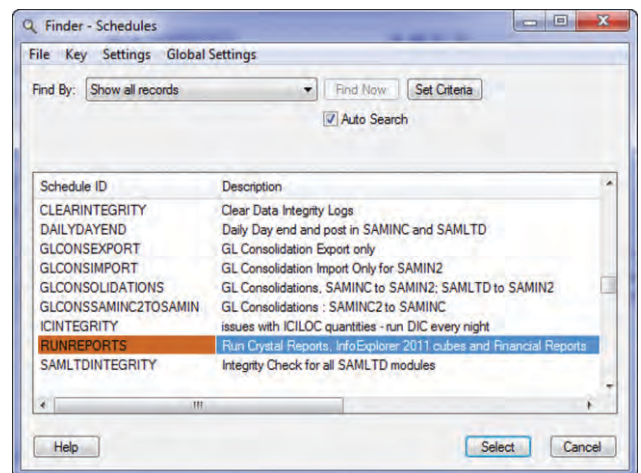 Finder - Schedules
File Key Settings Global Settings
Find By: Show all records Find Now Set Criteria
Auto Search
Schedule ID Description
CLEARINTEGRITY Clear Data Integrity Logs
DAILYDAYEND Daily Day end and post in SAMINC and SAMLTD
GLCONSEXPORT GL Consolidation Export only
GLCONSIMPORT GL Consolidation Import Only for SAMIN2
GLCONSOLIDATIONS GL Consolidations, SAMINC to SAMIN2; SAMLTD to SAMIN2
GLCONSSAMINC2TOSAMIN GL Consolidations : SAMINC2 to SAMINC
ICINTEGRITY issues with ICILOC quantities - run DIC every night
RUNREPORTS Run Crystal Reports, InfoExplorer 2011 cubes and Financial Reports
SAMLTDINTEGRITY Integrity Check for all SAMLTD modules
Help Select Cancel